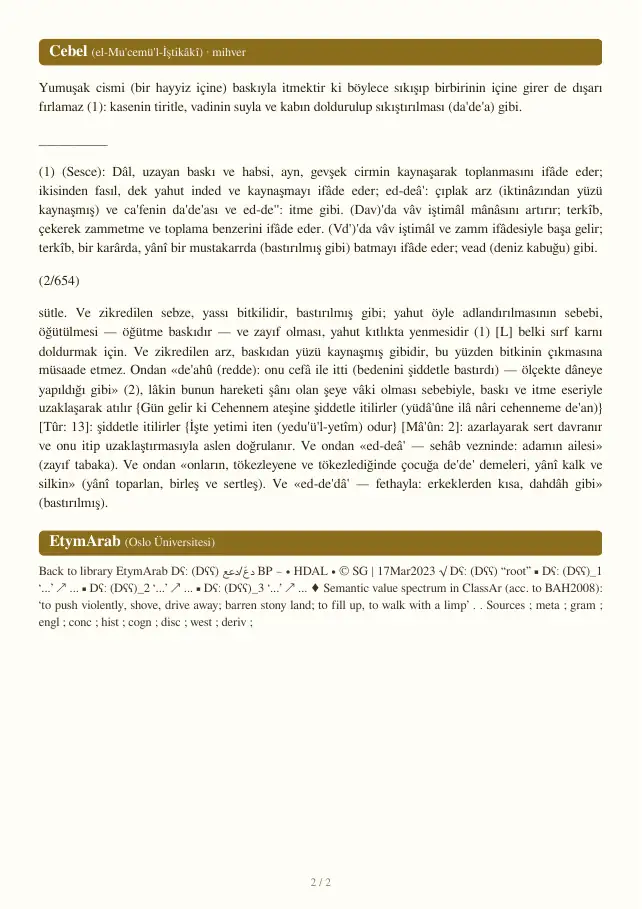 Cebel (el-Mu'cemü'l-İştikâkî) · mihver
Yumuşak cismi (bir hayyiz içine) baskıyla itmektir ki böylece sıkışıp birbirinin içine girer de dışarı
fırlamaz (1): kasenin tiritle, vadinin suyla ve kabın doldurulup sıkıştırılması (da'de'a) gibi.
__________
(1) (Sesce): Dâl, uzayan baskı ve habsi, ayn, gevşek cirmin kaynaşarak toplanmasını ifâde eder;
ikisinden fasıl, dek yahut inded ve kaynaşmayı ifâde eder; ed-deâ': çıplak arz (iktinâzından yüzü
kaynaşmış) ve ca'fenin da'de'ası ve ed-de'': itme gibi. (Dav)'da vâv iştimâl mânâsını artırır; terkîb,
çekerek zammetme ve toplama benzerini ifâde eder. (Vd')'da vâv iştimâl ve zamm ifâdesiyle başa gelir;
terkîb, bir karârda, yânî bir mustakarrda (bastırılmış gibi) batmayı ifâde eder; vead (deniz kabuğu) gibi.
(2/654)
sütle. Ve zikredilen sebze, yassı bitkilidir, bastırılmış gibi; yahut öyle adlandırılmasının sebebi,
öğütülmesi — öğütme baskıdır — ve zayıf olması, yahut kıtlıkta yenmesidir (1) [L] belki sırf karnı
doldurmak için. Ve zikredilen arz, baskıdan yüzü kaynaşmış gibidir, bu yüzden bitkinin çıkmasına
müsaade etmez. Ondan «de'ahû (redde): onu cefâ ile itti (bedenini şiddetle bastırdı) — ölçekte dâneye
yapıldığı gibi» (2), lâkin bunun hareketi şânı olan şeye vâki olması sebebiyle, baskı ve itme eseriyle
uzaklaşarak atılır {Gün gelir ki Cehennem ateşine şiddetle itilirler (yüdâ'ûne ilâ nâri cehenneme de'an)}
[Tûr: 13]: şiddetle itilirler {İşte yetimi iten (yedu'ü'l-yetîm) odur} [Mâ'ûn: 2]: azarlayarak sert davranır
ve onu itip uzaklaştırmasıyla aslen doğrulanır. Ve ondan «ed-deâ' — sehâb vezninde: adamın ailesi»
(zayıf tabaka). Ve ondan «onların, tökezleyene ve tökezlediğinde çocuğa de'de' demeleri, yânî kalk ve
silkin» (yânî toparlan, birleş ve sertleş). Ve «ed-de'dâ' — fethayla: erkeklerden kısa, dahdâh gibi»
(bastırılmış).
EtymArab (Oslo Üniversitesi)
Back to library EtymArab Dʕː (Dʕʕ) دعّ/دعع BP – • HDAL • © SG | 17Mar2023 √ Dʕː (Dʕʕ) “root” ▪ Dʕː (Dʕʕ)_1
‘…’ ↗ ... ▪ Dʕː (Dʕʕ)_2 ‘…’ ↗ ... ▪ Dʕː (Dʕʕ)_3 ‘…’ ↗ ... ♦ Semantic value spectrum in ClassAr (acc. to BAH2008):
‘to push violently, shove, drive away; barren stony land; to fill up, to walk with a limp’ . . Sources ; meta ; gram ;
engl ; conc ; hist ; cogn ; disc ; west ; deriv ;
2 / 2